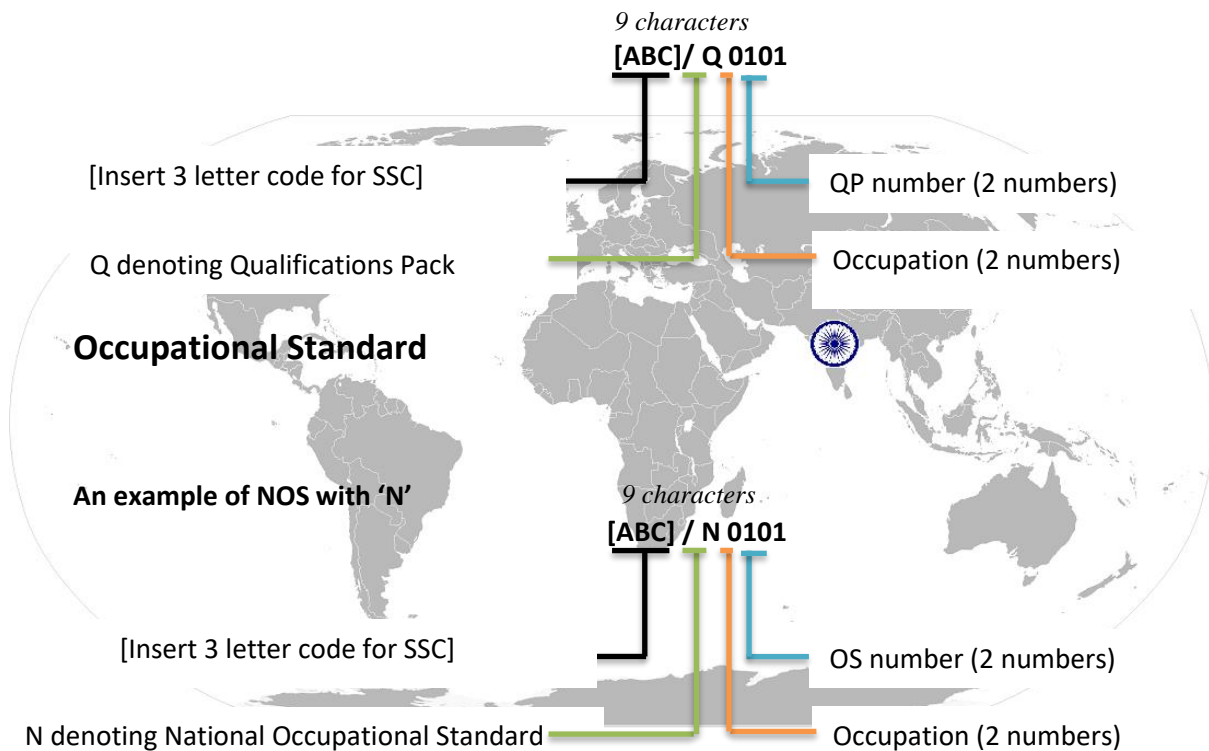 9 characters
[ABC]/ Q 0101
[Insert 3 letter code for SSC]
QP number (2 numbers)
Q denoting Qualifications Pack
Occupation (2 numbers)
Occupational Standard
An example of NOS with ‘N’
9 characters
[ABC] / N 0101
[Insert 3 letter code for SSC]
OS number (2 numbers)
N denoting National Occupational Standard
Occupation (2 numbers)